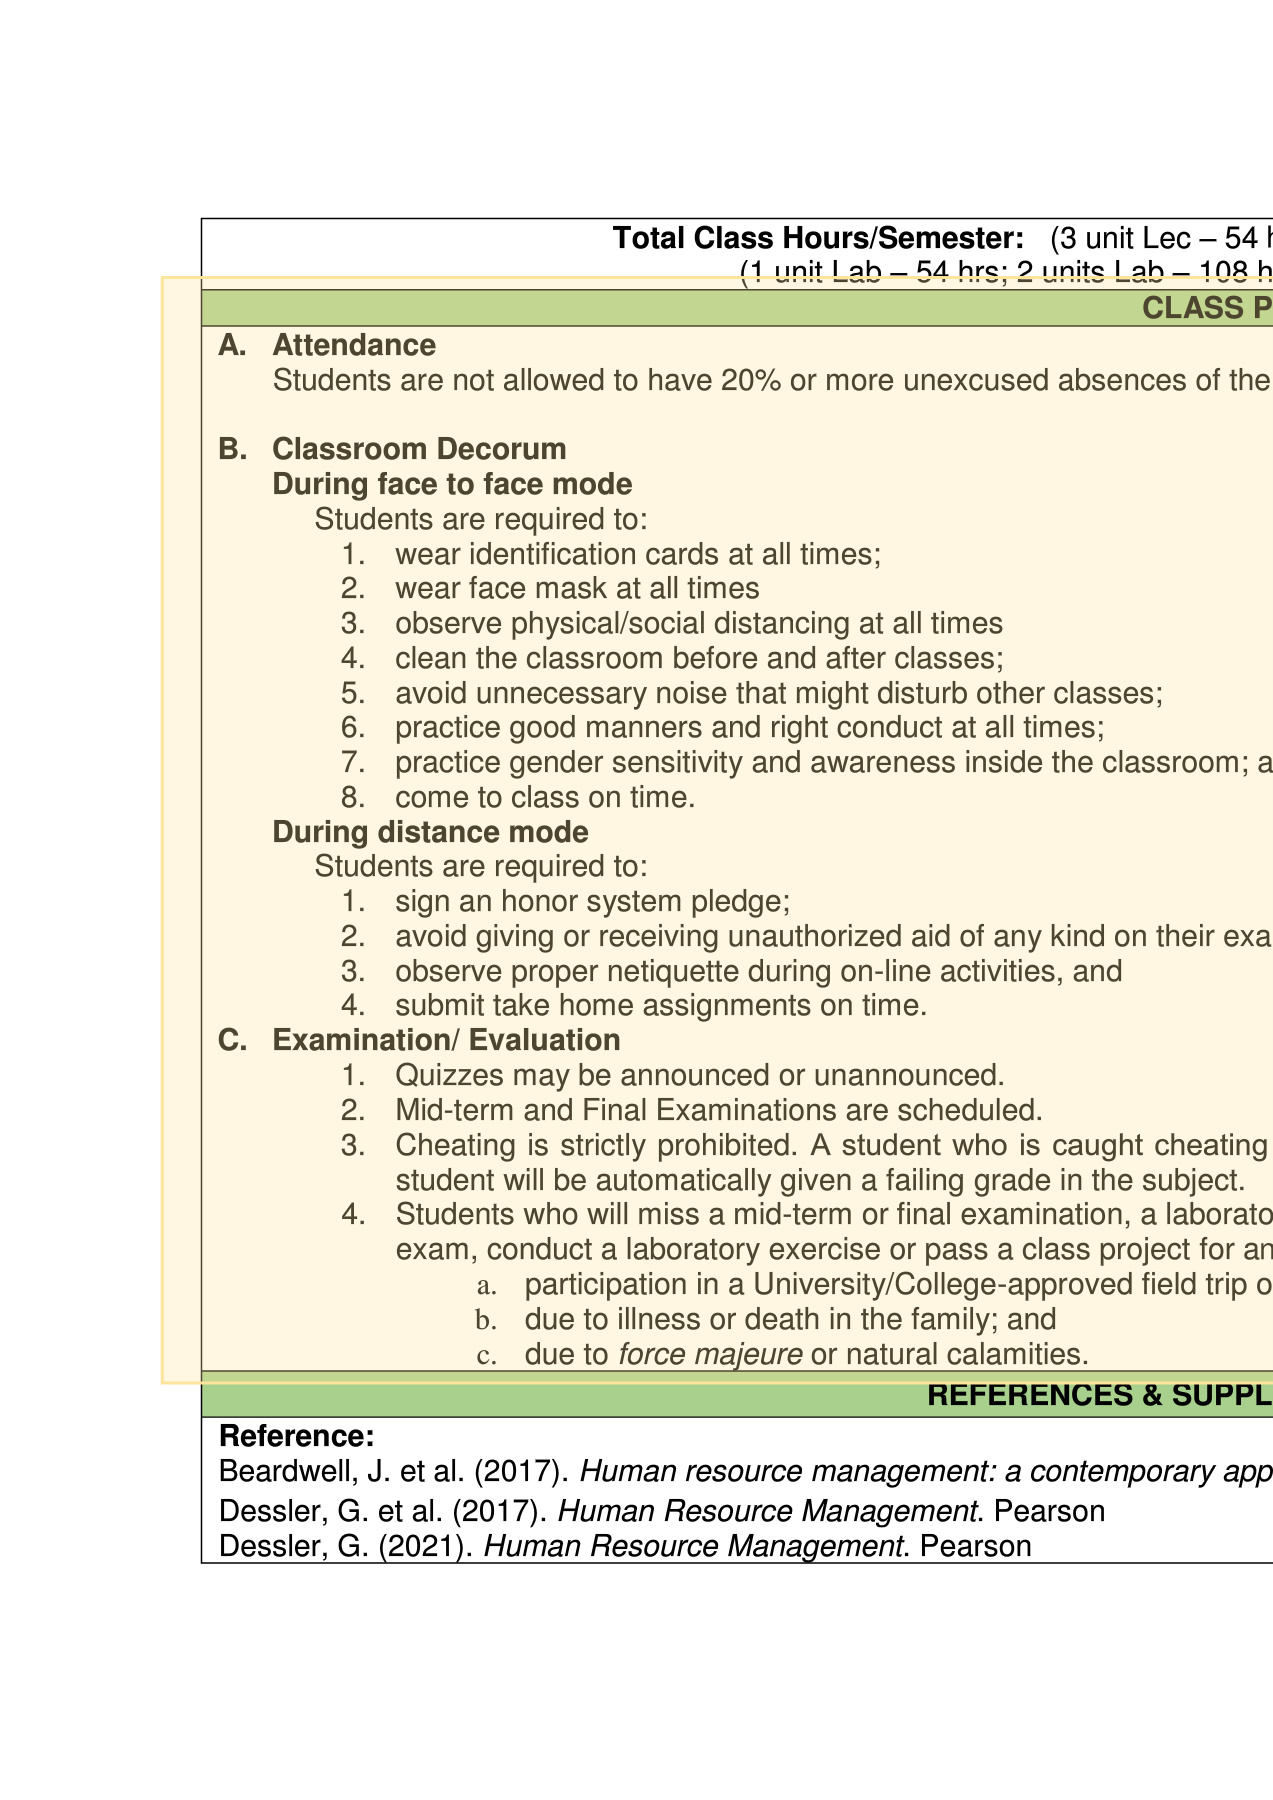 Total Class Hours/Semester: (3 unit Lec – 54
(1 unit Lab – 54 hrs; 2 units Lab – 108
CLASS
A. Attendance
Students are not allowed to have 20% or more unexcused absences of the
B. Classroom Decorum
During face to face mode
Students are required to:
1. wear identification cards at all times;
2. wear face mask at all times
3. observe physical/social distancing at all times
4. clean the classroom before and after classes;
5. avoid unnecessary noise that might disturb other classes;
6. practice good manners and right conduct at all times;
7. practice gender sensitivity and awareness inside the classroom;
8. come to class on time.
During distance mode
Students are required to:
1. sign an honor system pledge;
2. avoid giving or receiving unauthorized aid of any kind on their
3. observe proper netiquette during on-line activities, and
4. submit take home assignments on time.
C. Examination/ Evaluation
1. Quizzes may be announced or unannounced.
2. Mid-term and Final Examinations are scheduled.
3. Cheating is strictly prohibited. A student who is caught cheating
student will be automatically given a failing grade in the subject.
4. Students who will miss a mid-term or final examination, a
exam, conduct a laboratory exercise or pass a class project for
a. participation in a University/College-approved field trip
b. due to illness or death in the family; and
c. due to force majeure or natural calamities.
REFERENCES &
Reference:
Beardwell, J. et al. (2017). Human resource management: a contemporary
Dessler, G. et al. (2017). Human Resource Management. Pearson
Dessler, G. (2021). Human Resource Management. Pearson